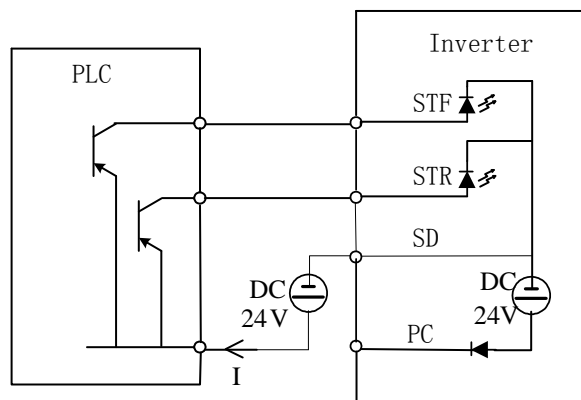 PLC
Inverter
STF
STR
SD
DC
24V
DC
24V
PC
I